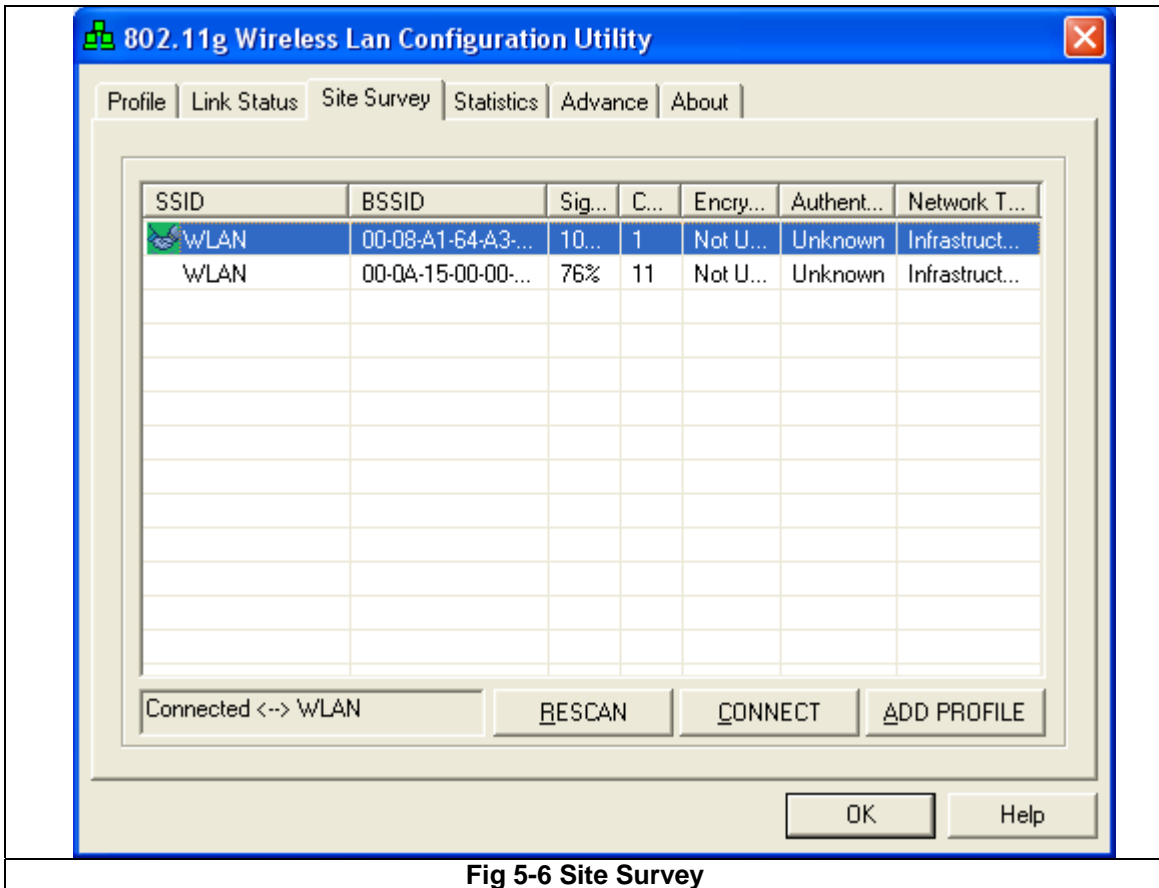 802.11g Wireless Lan Configuration Utility
Profile Link Status Site Survey Statistics Advance About
SSID BSSID Sig... C... Encry... Authent... Network T...
WLAN 00-08-A1-64-A3-... 10... 1 Not U... Unknown Infrastruct...
WLAN 00-0A-15-00-00-... 76% 11 Not U... Unknown Infrastruct...
Connected <--> WLAN RESCAN CONNECT ADD PROFILE
OK Help
Fig 5-6 Site Survey